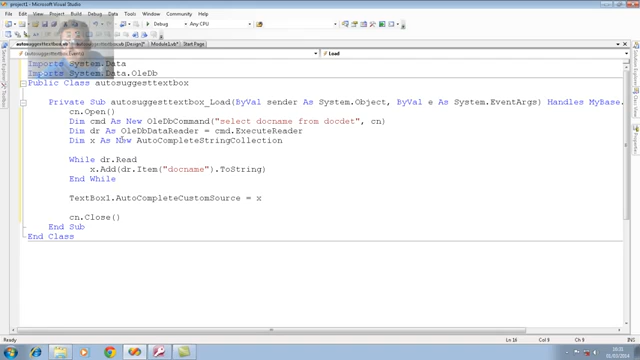 project1 - Microsoft Visual Studio
File Edit View Project Build Debug Data Tools Window Help
Debug Any CPU
autosuggesttextbox.vb autosuggesttextbox.vb [Design]* Module1.vb* Start Page
(autosuggesttextbox Events) Load
Imports System.Data
Imports System.Data.OleDb
Public Class autosuggesttextbox
Private Sub autosuggesttextbox_Load(ByVal sender As System.Object, ByVal e As System.EventArgs) Handles MyBase.
cn.Open()
Dim cmd As New OleDbCommand("select docname from docdet", cn)
Dim dr As OleDbDataReader = cmd.ExecuteReader
Dim x As New AutoCompleteStringCollection
While dr.Read
x.Add(dr.Item("docname").ToString)
End While
TextBox1.AutoCompleteCustomSource = x
cn.Close()
End Sub
End Class
Ready Col 9 Ch 9 INS